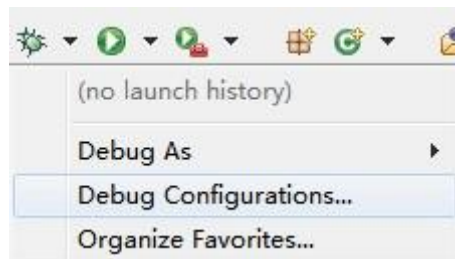 (no launch history)
Debug As
Debug Configurations...
Organize Favorites...